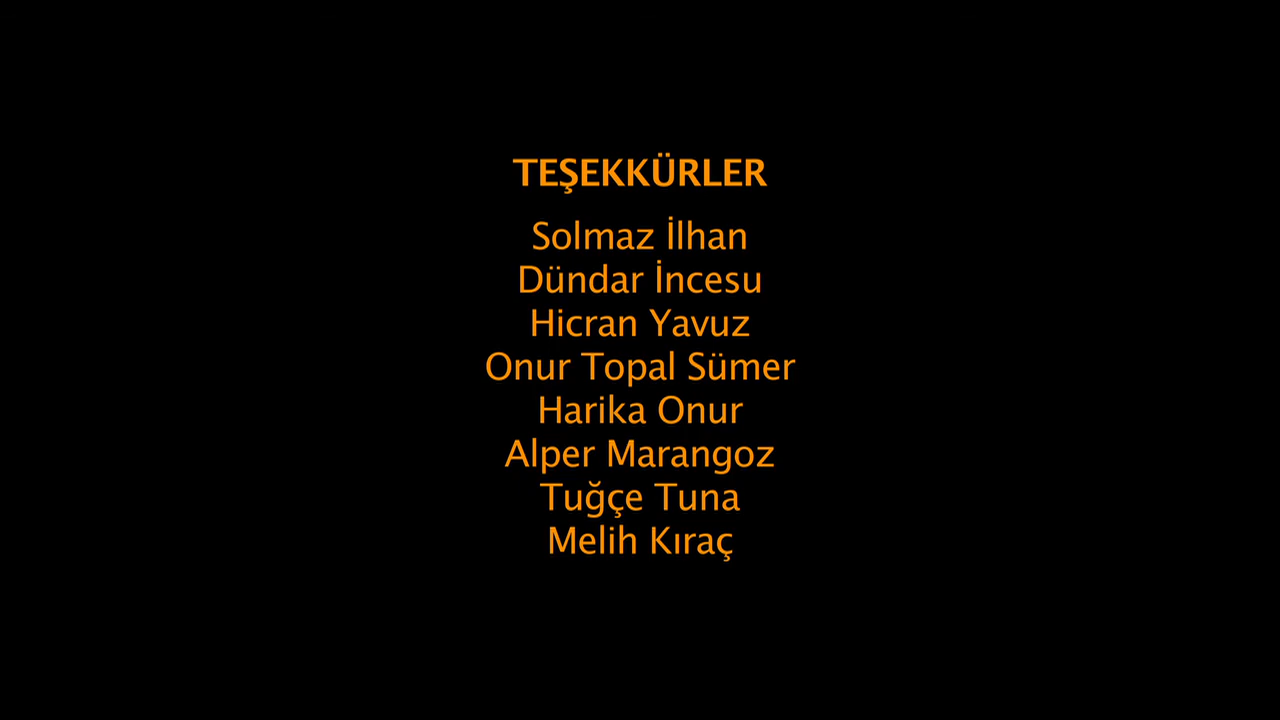 TEŞEKKÜRLER
Solmaz İlhan
Dündar İncesu
Hicran Yavuz
Onur Topal Sümer
Harika Onur
Alper Marangoz
Tuğçe Tuna
Melih Kıraç